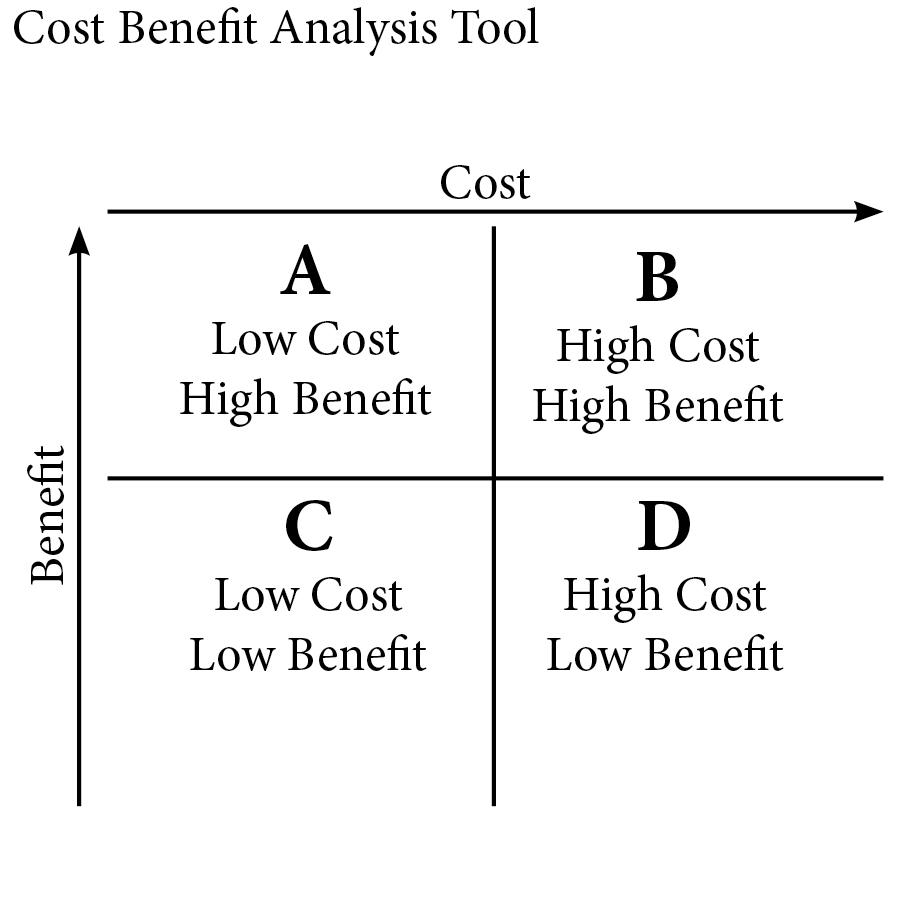 Cost Benefit Analysis Tool
Cost
Benefit
A
Low Cost
High Benefit
B
High Cost
High Benefit
C
Low Cost
Low Benefit
D
High Cost
Low Benefit